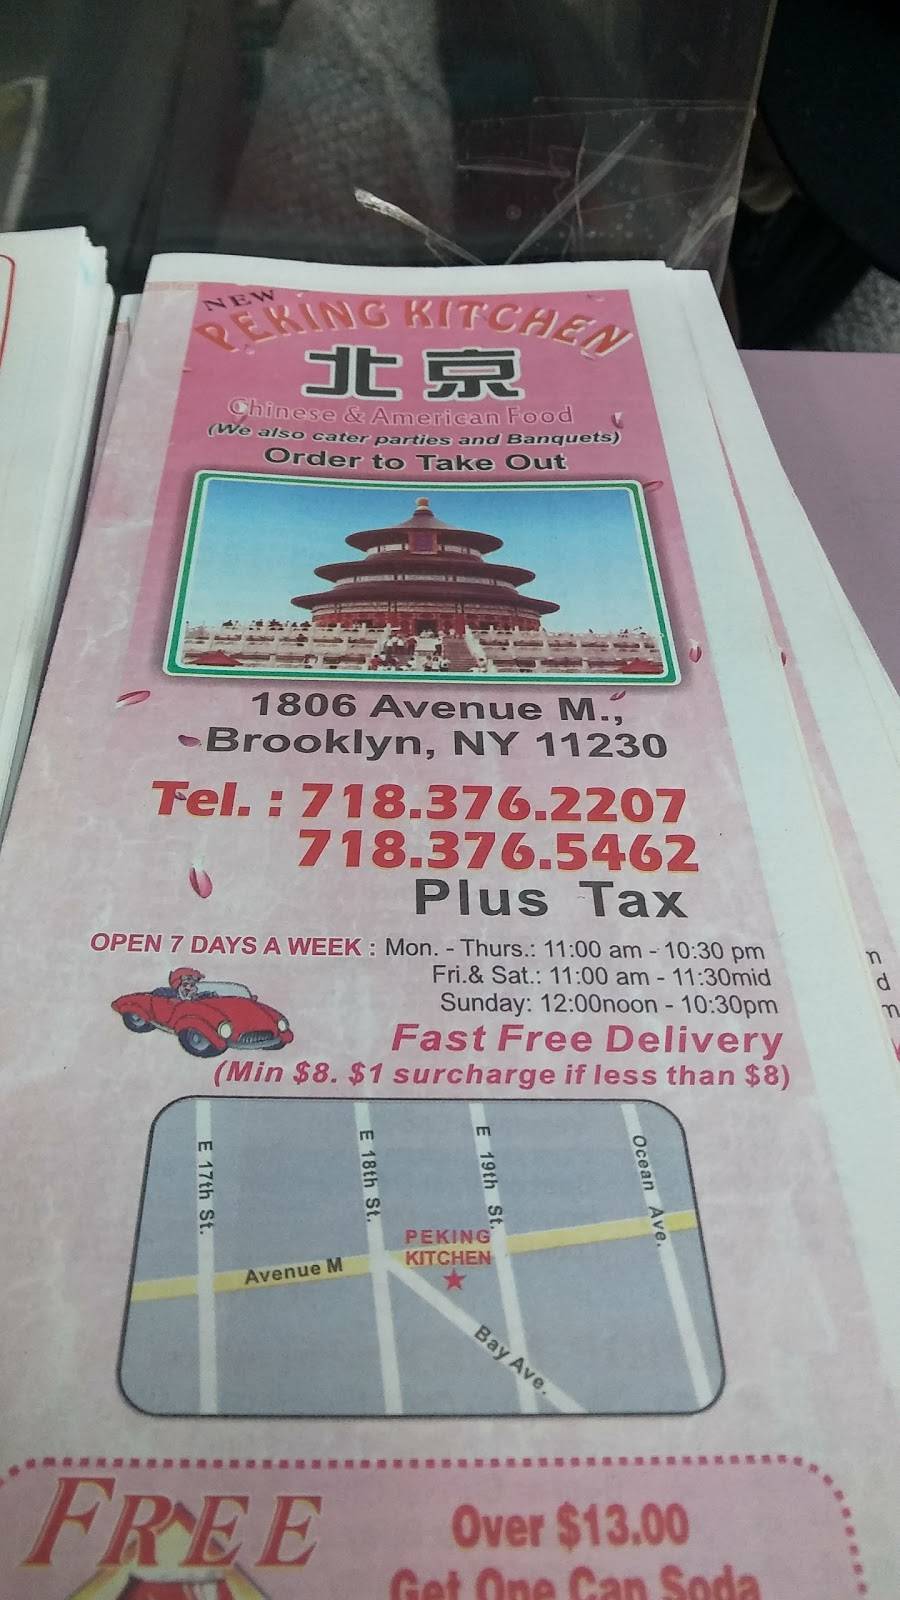 NEW
PEKING KITCHEN
北京
Chinese & American Food
(We also cater parties and Banquets)
Order to Take Out
1806 Avenue M.,
Brooklyn, NY 11230
Tel. : 718.376.2207
718.376.5462
Plus Tax
OPEN 7 DAYS A WEEK : Mon. - Thurs.: 11:00 am - 10:30 pm
Fri.& Sat.: 11:00 am - 11:30mid
Sunday: 12:00noon - 10:30pm
Fast Free Delivery
(Min $8. $1 surcharge if less than $8)
E 17th St.
E 18th St.
E 19th St.
Ocean Ave.
PEKING
KITCHEN
Avenue M
Bay Ave.
FREE
Over $13.00
Get One Can Soda